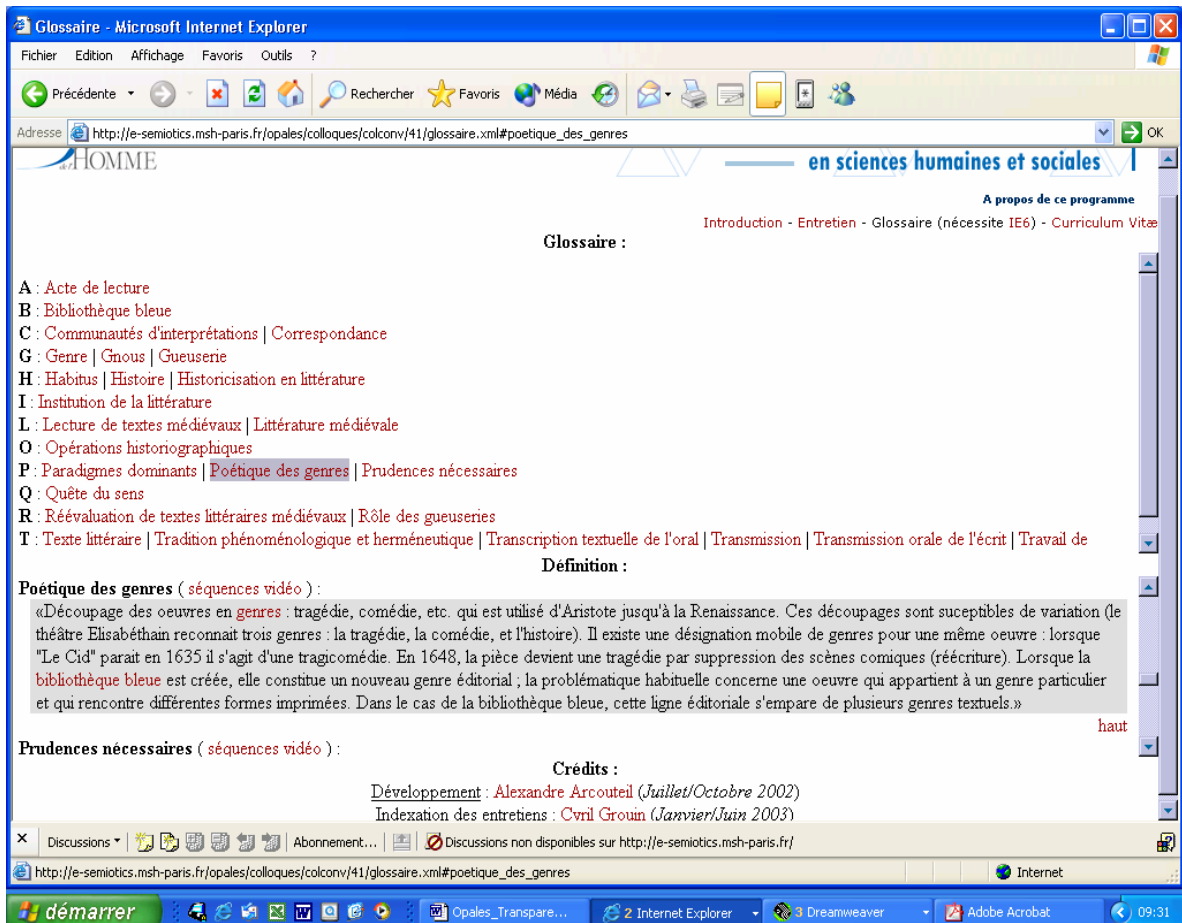 Glossaire - Microsoft Internet Explorer
Fichier Edition Affichage Favoris Outils ?
Précédente Rechercher Favoris Média
Adresse http://e-semiotics.msh-paris.fr/opales/colloques/colconv/41/glossaire.xml#poetique_des_genres OK
de l'HOMME en sciences humaines et sociales
A propos de ce programme
Introduction - Entretien - Glossaire (nécessite IE6) - Curriculum Vitæ
Glossaire :
A : Acte de lecture
B : Bibliothèque bleue
C : Communautés d'interprétations | Correspondance
G : Genre | Gnous | Gueuserie
H : Habitus | Histoire | Historicisation en littérature
I : Institution de la littérature
L : Lecture de textes médiévaux | Littérature médiévale
O : Opérations historiographiques
P : Paradigmes dominants | Poétique des genres | Prudences nécessaires
Q : Quête du sens
R : Réévaluation de textes littéraires médiévaux | Rôle des gueuseries
T : Texte littéraire | Tradition phénoménologique et herméneutique | Transcription textuelle de l'oral | Transmission | Transmission orale de l'écrit | Travail de
Définition :
Poétique des genres ( séquences vidéo ) :
«Découpage des oeuvres en genres : tragédie, comédie, etc. qui est utilisé d'Aristote jusqu'à la Renaissance. Ces découpages sont suceptibles de variation (le
théâtre Elisabéthain reconnait trois genres : la tragédie, la comédie, et l'histoire). Il existe une désignation mobile de genres pour une même oeuvre : lorsque
"Le Cid" parait en 1635 il s'agit d'une tragicomédie. En 1648, la pièce devient une tragédie par suppression des scènes comiques (réécriture). Lorsque la
bibliothèque bleue est créée, elle constitue un nouveau genre éditorial ; la problématique habituelle concerne une oeuvre qui appartient à un genre particulier
et qui rencontre différentes formes imprimées. Dans le cas de la bibliothèque bleue, cette ligne éditoriale s'empare de plusieurs genres textuels.»
haut
Prudences nécessaires ( séquences vidéo ) :
Crédits :
Développement : Alexandre Arcouteil (Juillet/Octobre 2002)
Indexation des entretiens : Cyril Grouin (Janvier/Juin 2003)
Discussions Abonnement... Discussions non disponibles sur http://e-semiotics.msh-paris.fr/
http://e-semiotics.msh-paris.fr/opales/colloques/colconv/41/glossaire.xml#poetique_des_genres Internet
démarrer Opales_Transpare... 2 Internet Explorer 3 Dreamweaver Adobe Acrobat 09:31